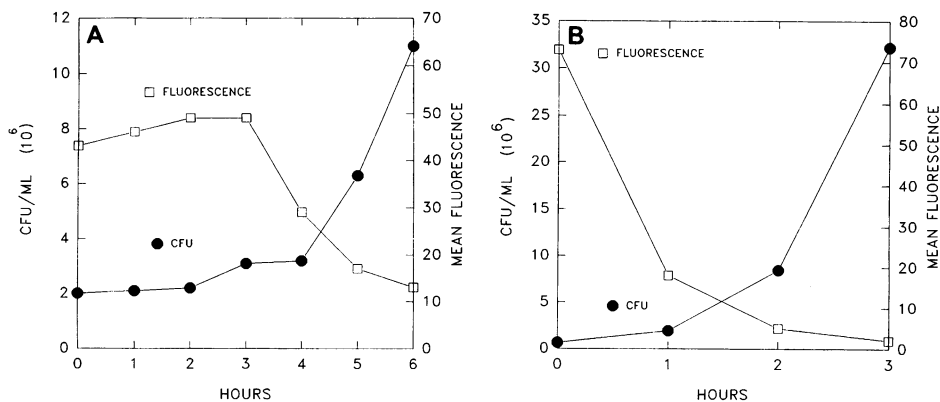 A
12
10
8
6
4
2
0
CFU/ML (10^6)
70
60
50
40
30
20
10
0
MEAN FLUORESCENCE
FLUORESCENCE
CFU
0 1 2 3 4 5 6
HOURS
B
35
30
25
20
15
10
5
0
CFU/ML (10^6)
80
70
60
50
40
30
20
10
0
MEAN FLUORESCENCE
FLUORESCENCE
CFU
0 1 2 3
HOURS